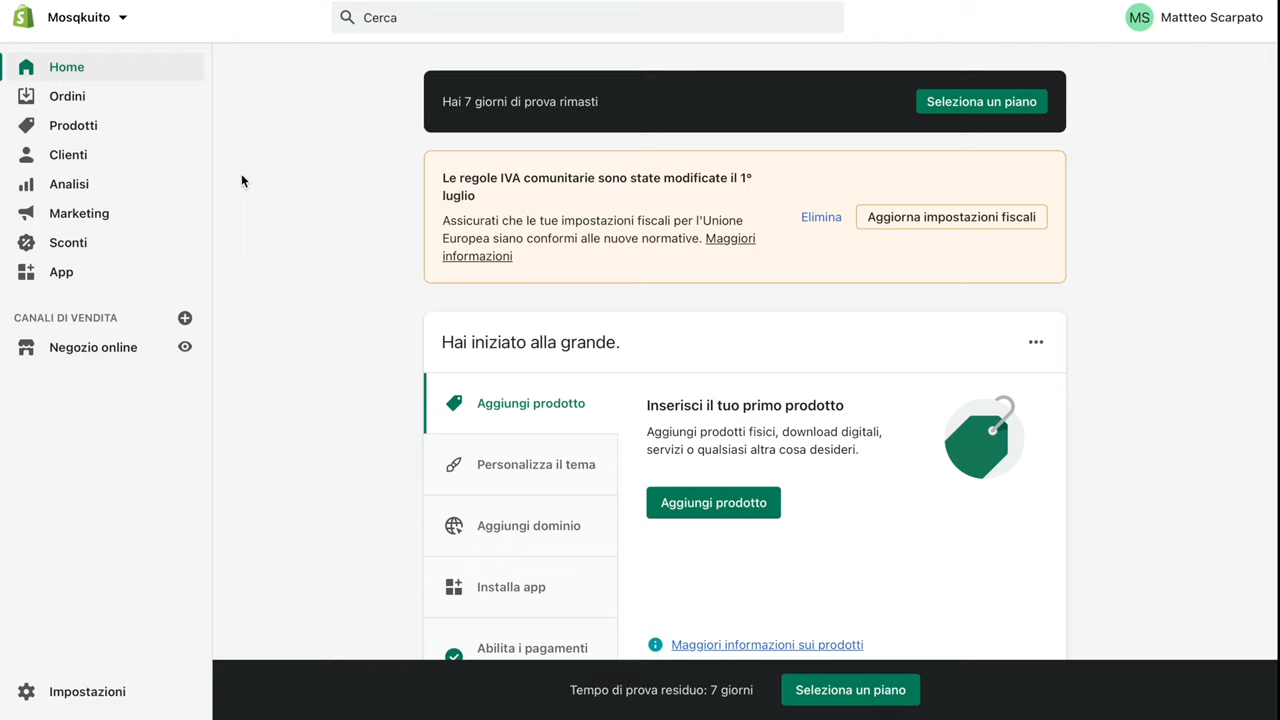 Mosqkuito
Cerca
MS
Mattteo Scarpato
Home
Ordini
Prodotti
Clienti
Analisi
Marketing
Sconti
App
CANALI DI VENDITA
Negozio online
Impostazioni
Hai 7 giorni di prova rimasti
Seleziona un piano
Le regole IVA comunitarie sono state modificate il 1°
luglio
Assicurati che le tue impostazioni fiscali per l'Unione
Europea siano conformi alle nuove normative. Maggiori
informazioni
Elimina
Aggiorna impostazioni fiscali
Hai iniziato alla grande.
Aggiungi prodotto
Personalizza il tema
Aggiungi dominio
Installa app
Abilita i pagamenti
Inserisci il tuo primo prodotto
Aggiungi prodotti fisici, download digitali,
servizi o qualsiasi altra cosa desideri.
Aggiungi prodotto
Maggiori informazioni sui prodotti
Tempo di prova residuo: 7 giorni
Seleziona un piano